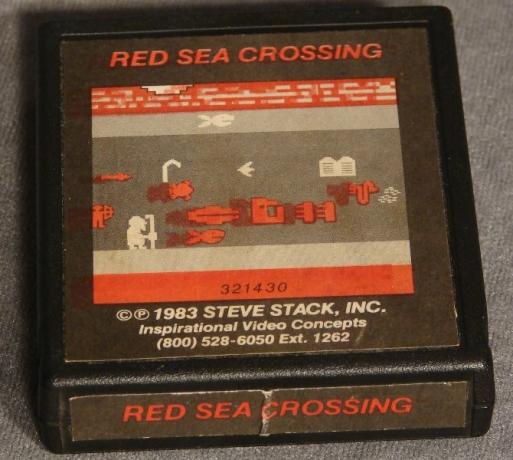 RED SEA CROSSING
321430
©℗ 1983 STEVE STACK, INC.
Inspirational Video Concepts
(800) 528-6050 Ext. 1262
RED SEA CROSSING